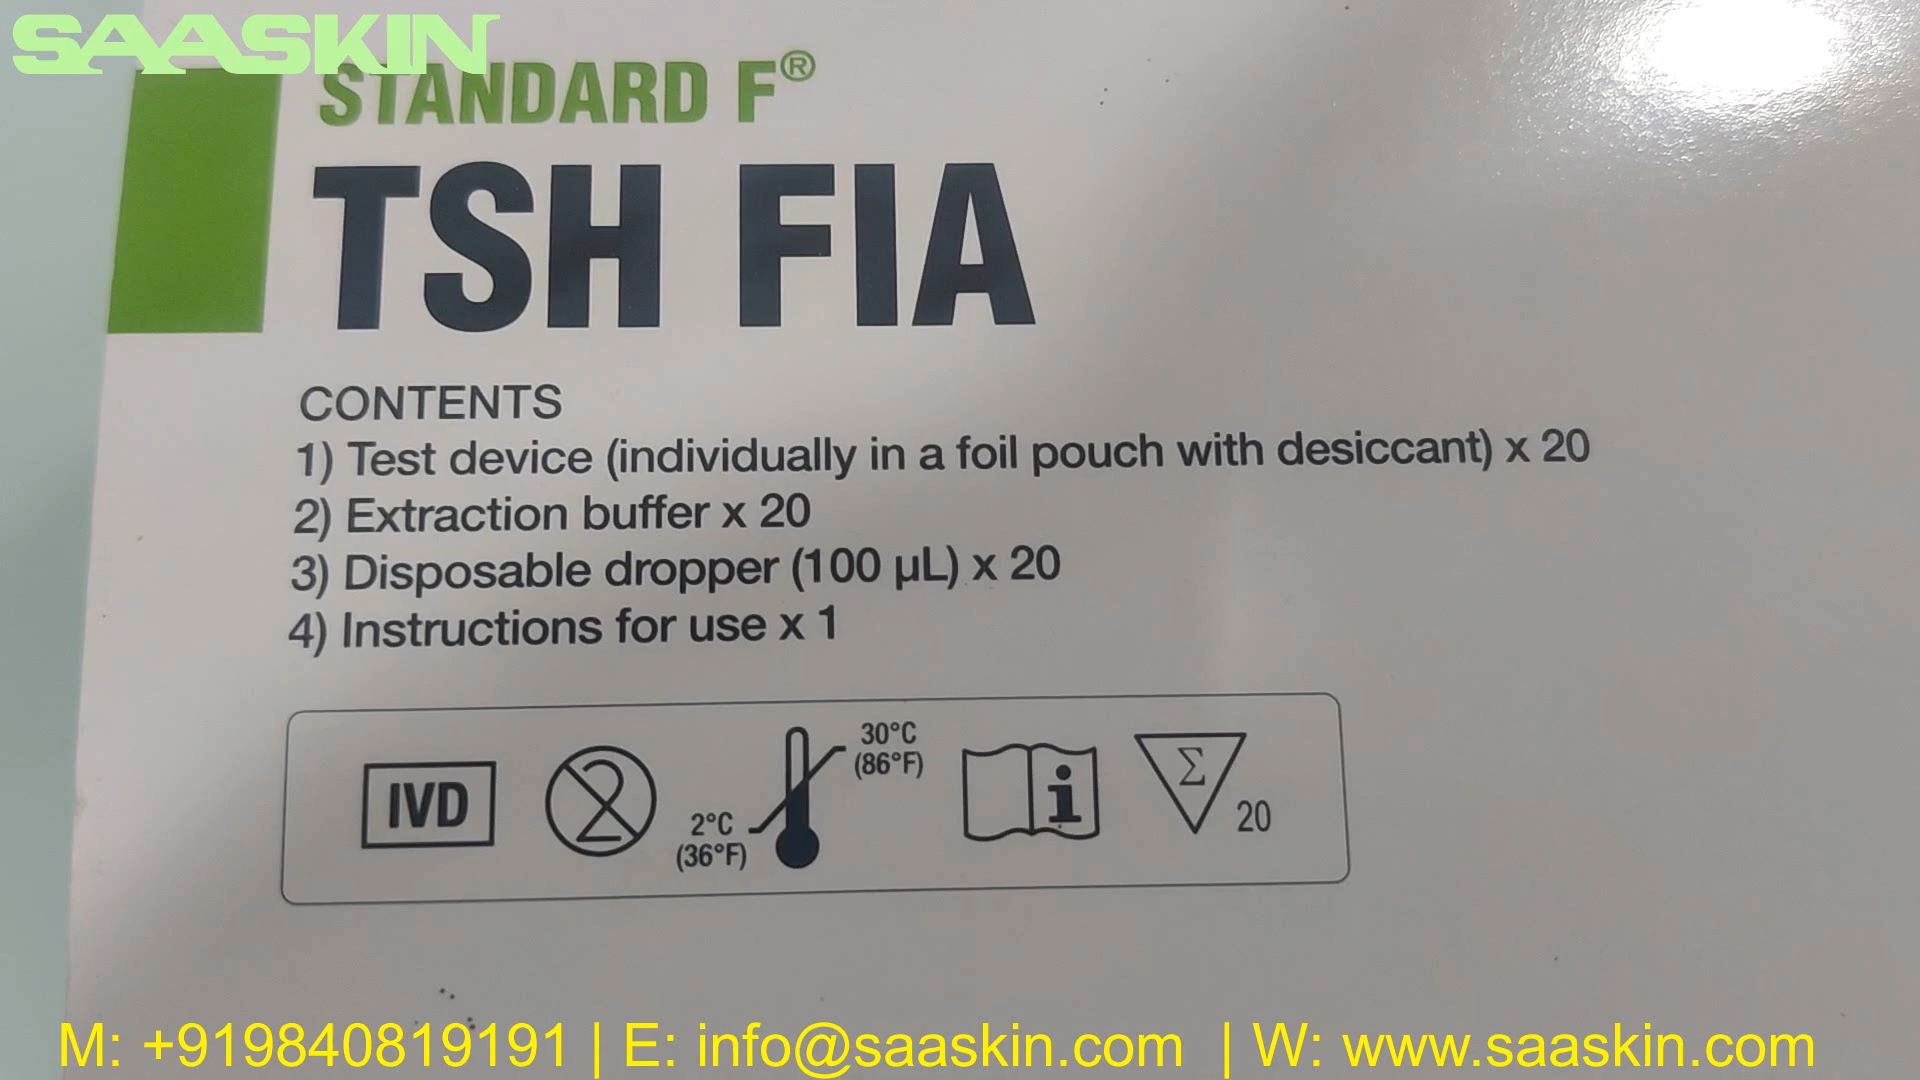 SAASKIN
STANDARD F®
TSH FIA
CONTENTS
1) Test device (individually in a foil pouch with desiccant) x 20
2) Extraction buffer x 20
3) Disposable dropper (100 µL) x 20
4) Instructions for use x 1
IVD
2
2°C
(36°F)
30°C
(86°F)
i
Σ
20
M: +919840819191 | E: info@saaskin.com | W: www.saaskin.com